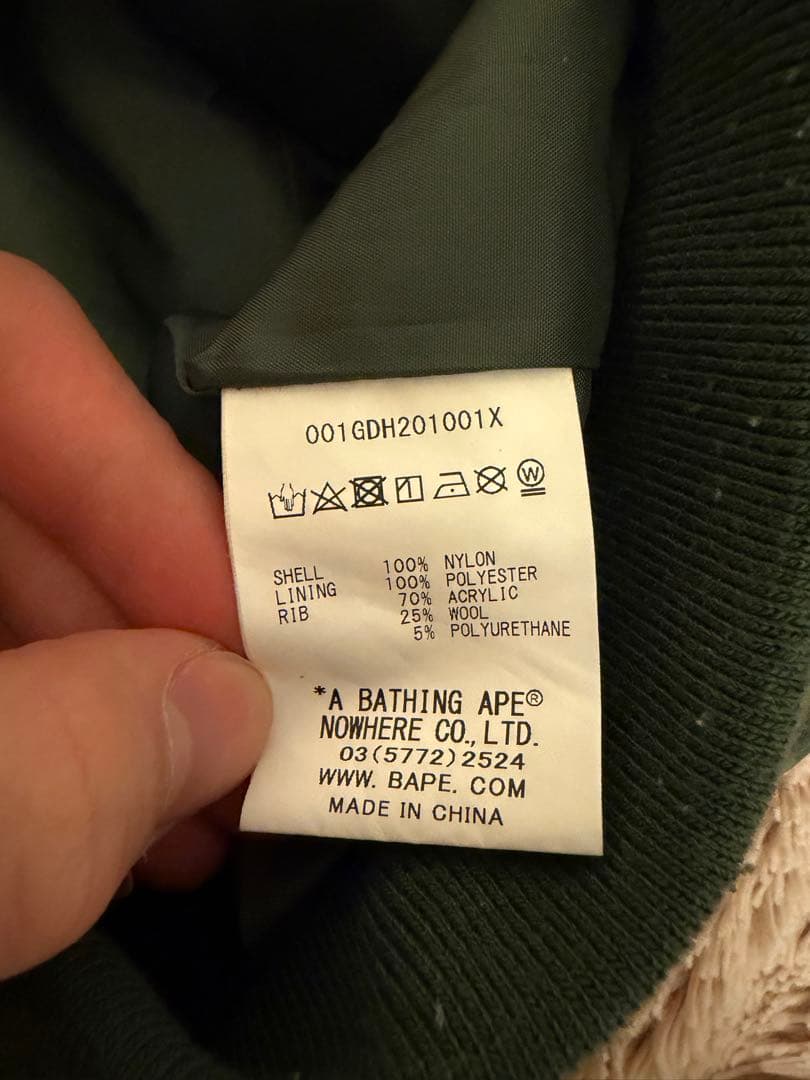 001GDH201001X
W
SHELL 100% NYLON
LINING 100% POLYESTER
RIB 70% ACRYLIC
25% WOOL
5% POLYURETHANE
*A BATHING APE®
NOWHERE CO., LTD.
03(5772)2524
WWW. BAPE. COM
MADE IN CHINA